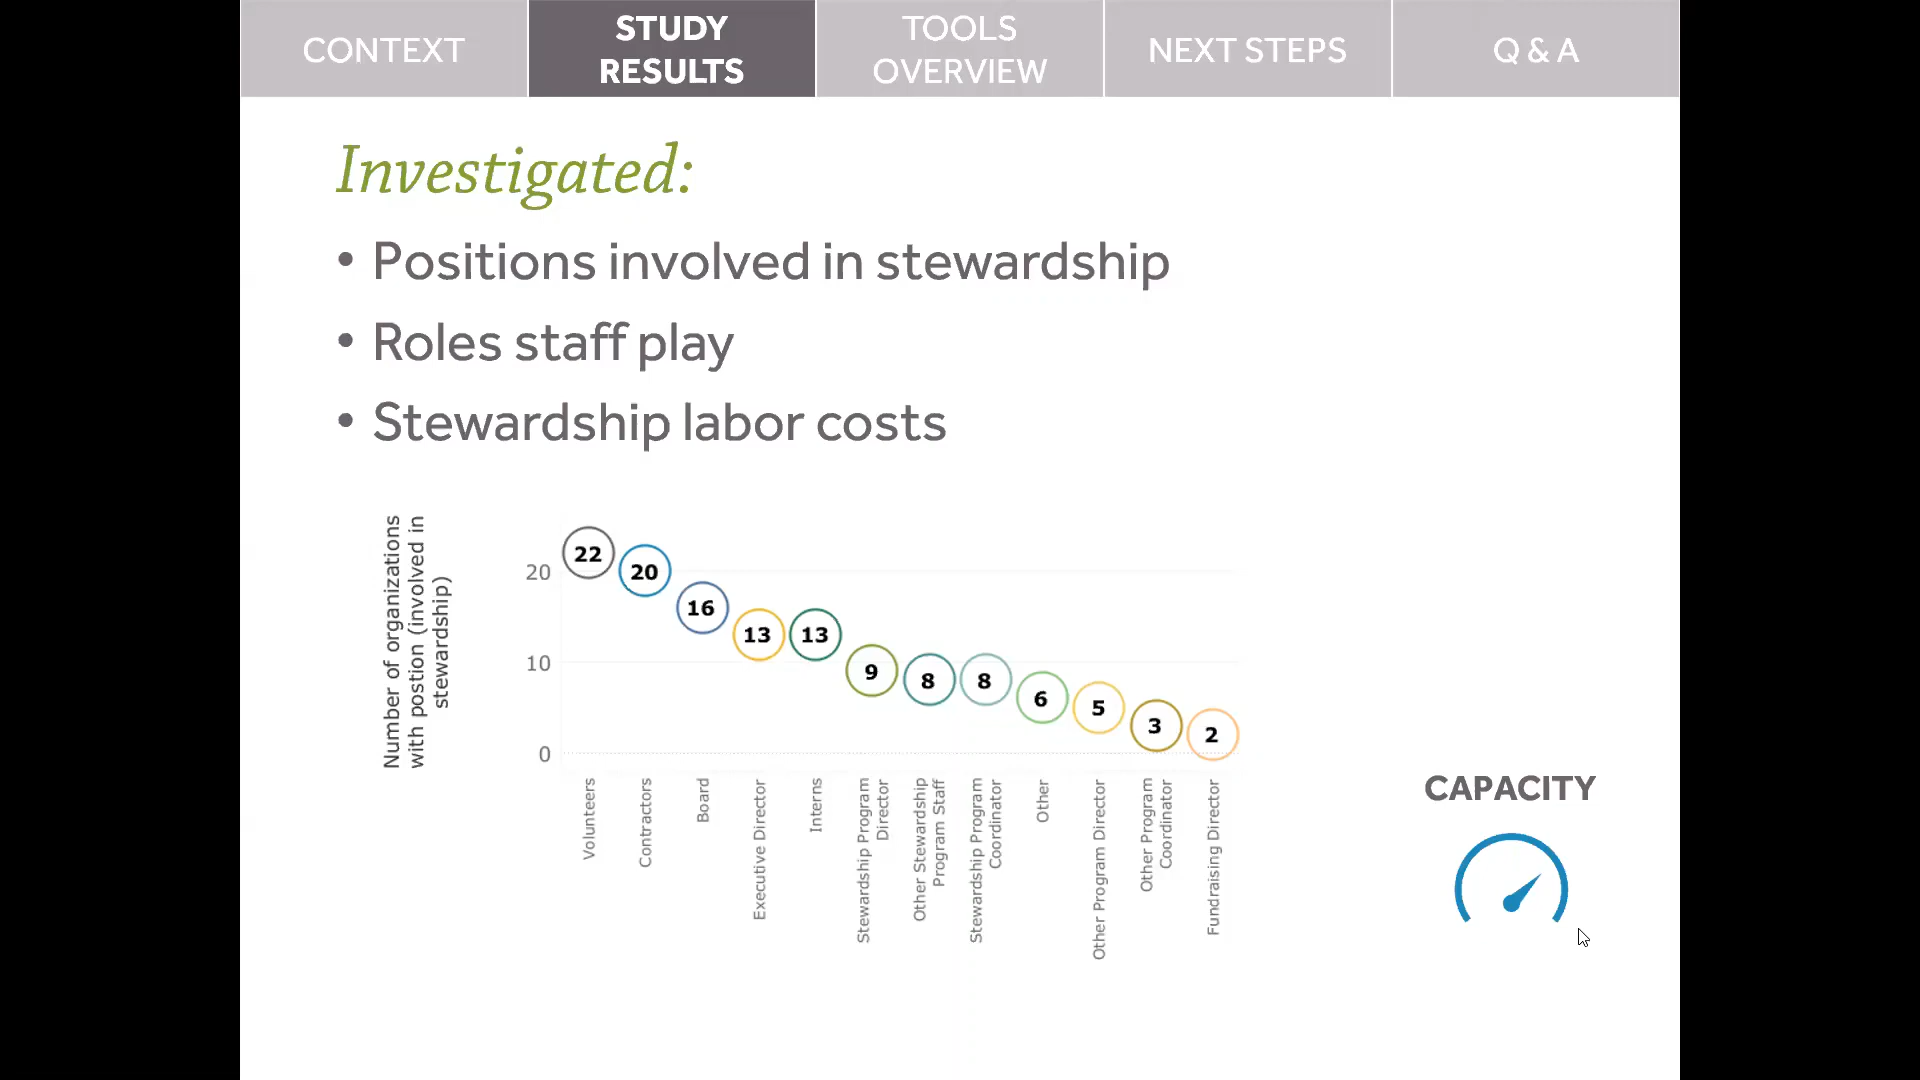 CONTEXT
STUDY
RESULTS
TOOLS
OVERVIEW
NEXT STEPS
Q & A
Investigated:
• Positions involved in stewardship
• Roles staff play
• Stewardship labor costs
Number of organizations
with postion (involved in
stewardship)
20
10
0
22
20
16
13
13
9
8
8
6
5
3
2
Volunteers
Contractors
Board
Executive Director
Interns
Stewardship Program
Director
Other Stewardship
Program Staff
Stewardship Program
Coordinator
Other
Other Program Director
Other Program
Coordinator
Fundraising Director
CAPACITY